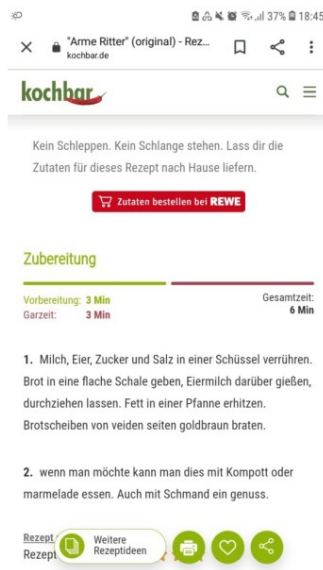 37% 18:45
"Arme Ritter" (original) - Rez...
kochbar.de
kochbar
Kein Schleppen. Kein Schlange stehen. Lass dir die
Zutaten für dieses Rezept nach Hause liefern.
Zutaten bestellen bei REWE
Zubereitung
Vorbereitung: 3 Min
Garzeit: 3 Min
Gesamtzeit:
6 Min
1. Milch, Eier, Zucker und Salz in einer Schüssel verrühren.
Brot in eine flache Schale geben, Eiermilch darüber gießen,
durchziehen lassen. Fett in einer Pfanne erhitzen.
Brotscheiben von veiden seiten goldbraun braten.
2. wenn man möchte kann man dies mit Kompott oder
marmelade essen. Auch mit Schmand ein genuss.
Rezept
Rezept
Weitere
Rezeptideen